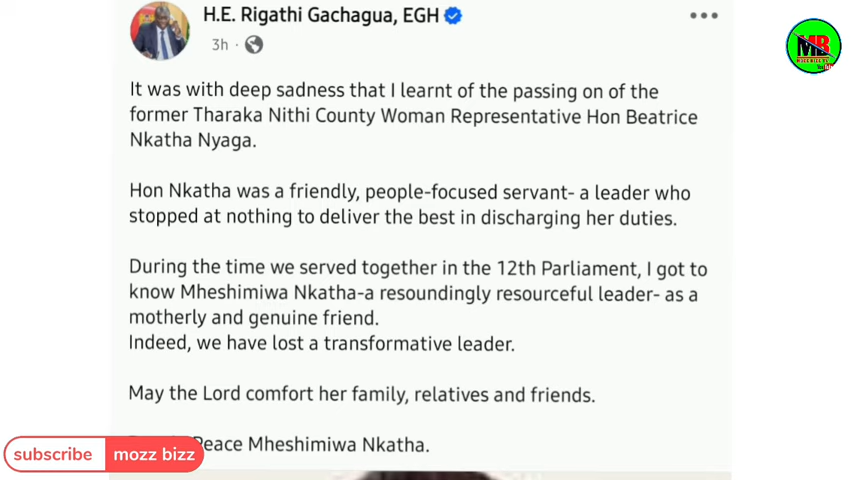 H.E. Rigathi Gachagua, EGH
3h ·
It was with deep sadness that I learnt of the passing on of the
former Tharaka Nithi County Woman Representative Hon Beatrice
Nkatha Nyaga.
Hon Nkatha was a friendly, people-focused servant- a leader who
stopped at nothing to deliver the best in discharging her duties.
During the time we served together in the 12th Parliament, I got to
know Mheshimiwa Nkatha-a resoundingly resourceful leader- as a
motherly and genuine friend.
Indeed, we have lost a transformative leader.
May the Lord comfort her family, relatives and friends.
Peace Mheshimiwa Nkatha.
subscribe mozz bizz
MB